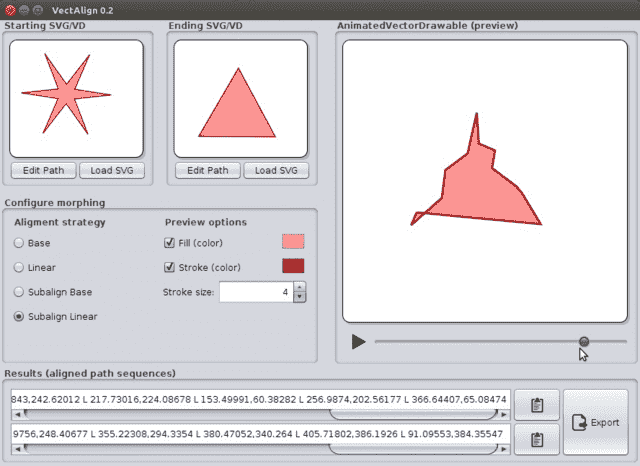 VectAlign 0.2
Starting SVG/VD
Ending SVG/VD
AnimatedVectorDrawable (preview)
Edit Path
Load SVG
Edit Path
Load SVG
Configure morphing
Aligment strategy
Preview options
Base
Fill (color)
Linear
Stroke (color)
Subalign Base
Stroke size:
4
Subalign Linear
Results (aligned path sequences)
843,242.62012 L 217.73016,224.08678 L 153.49991,60.38282 L 256.9874,202.56177 L 366.64407,65.08474
9756,248.40677 L 355.22308,294.3354 L 380.47052,340.264 L 405.71802,386.1926 L 91.09553,384.35547
Export